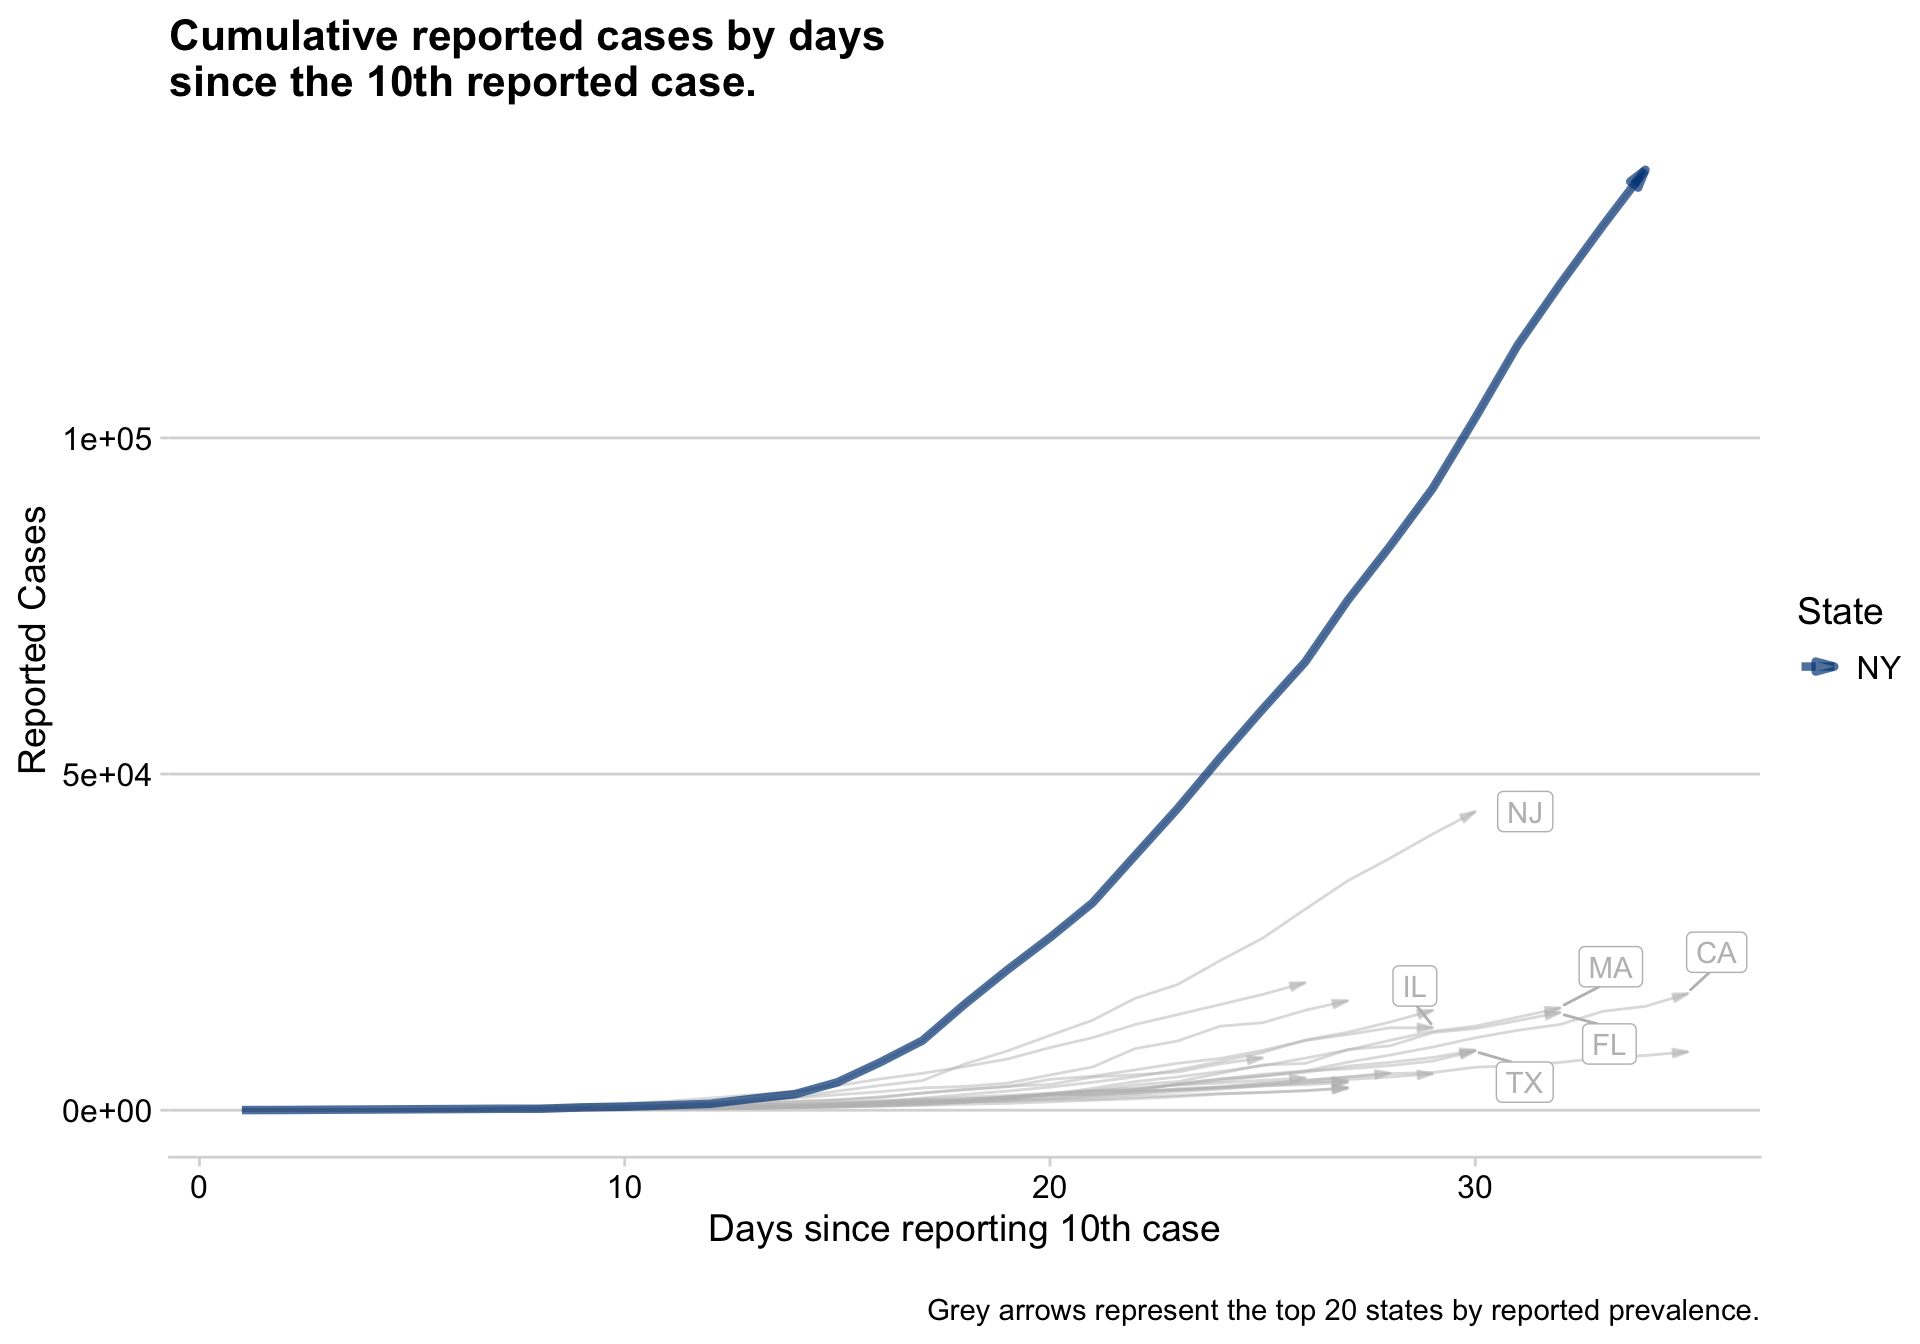 Cumulative reported cases by days
since the 10th reported case.
Reported Cases
1e+05
5e+04
0e+00
NJ
IL
MA
CA
FL
TX
State
NY
0 10 20 30
Days since reporting 10th case
Grey arrows represent the top 20 states by reported prevalence.